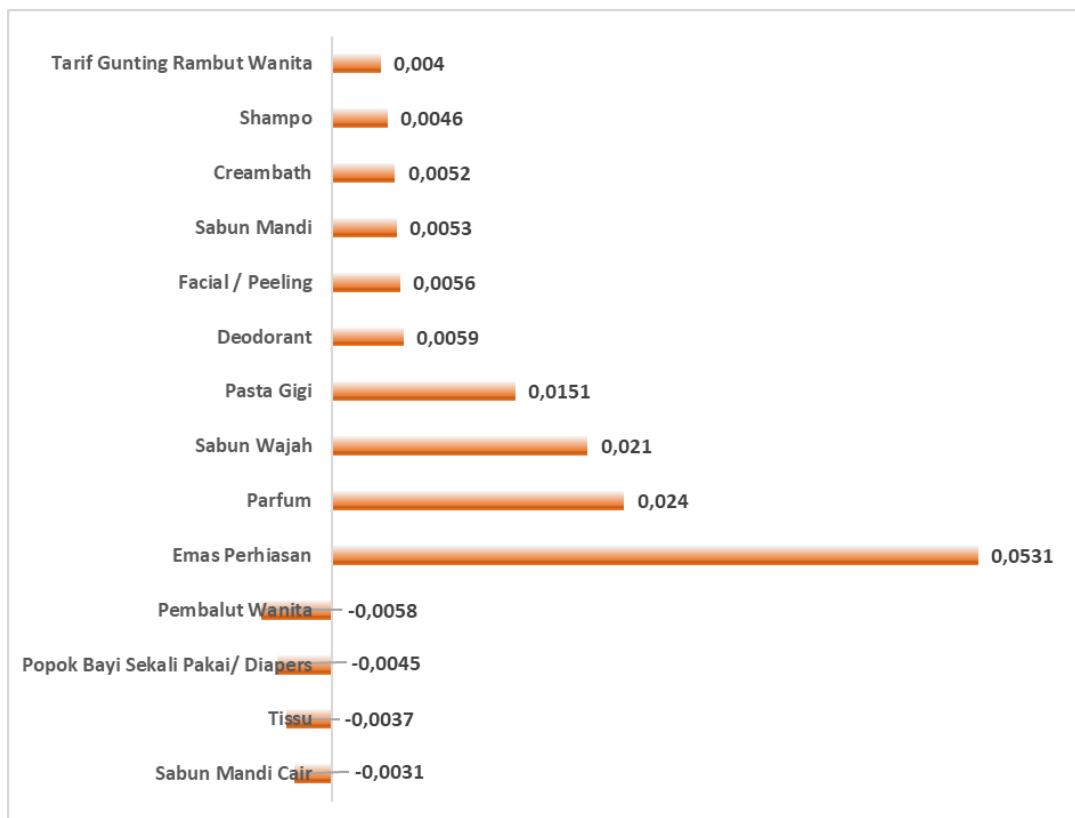 Tarif Gunting Rambut Wanita 0,004
Shampo 0,0046
Creambath 0,0052
Sabun Mandi 0,0053
Facial / Peeling 0,0056
Deodorant 0,0059
Pasta Gigi 0,0151
Sabun Wajah 0,021
Parfum 0,024
Emas Perhiasan 0,0531
Pembalut Wanita -0,0058
Popok Bayi Sekali Pakai/ Diapers -0,0045
Tissu -0,0037
Sabun Mandi Cair -0,0031